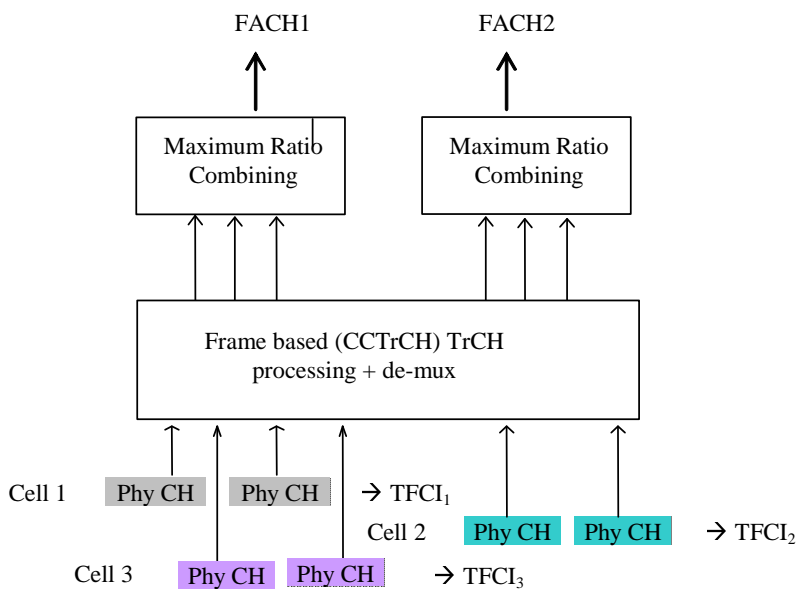 FACH1 FACH2
Maximum Ratio
Combining
Maximum Ratio
Combining
Frame based (CCTrCH) TrCH
processing + de-mux
Cell 1 Phy CH Phy CH → TFCI₁
Cell 2 Phy CH Phy CH → TFCI₂
Cell 3 Phy CH Phy CH → TFCI₃